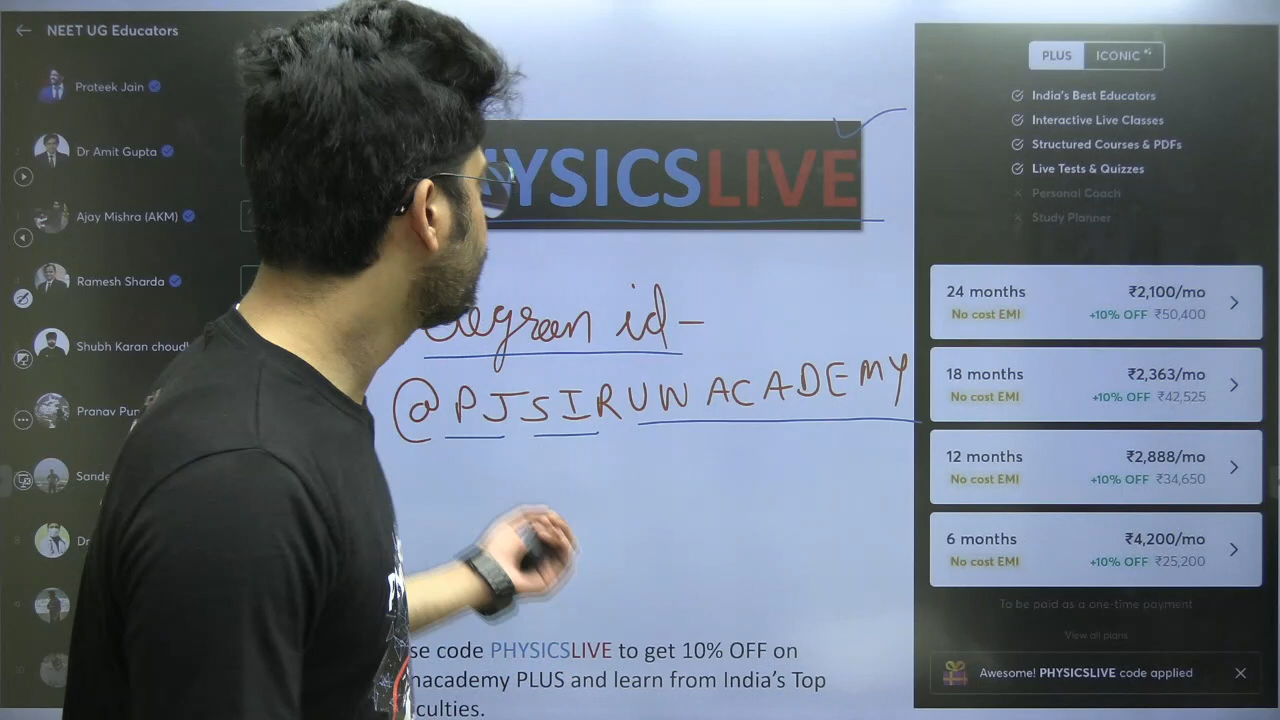 NEET UG Educators
Prateek Jain
Dr Amit Gupta
Ajay Mishra (AKM)
Ramesh Sharda
Shubh Karan
Pranav
HYSICSLIVE
id -
@PJSIRUNACADEMY
se code PHYSICSLIVE to get 10% OFF on
nacademy PLUS and learn from India's Top
culties.
PLUS ICONIC
India's Best Educators
Interactive Live Classes
Structured Courses & PDFs
Live Tests & Quizzes
Personal Coach
Study Planner
24 months ₹2,100/mo
No cost EMI +10% OFF ₹50,400
18 months ₹2,363/mo
No cost EMI +10% OFF ₹42,525
12 months ₹2,888/mo
No cost EMI +10% OFF ₹34,650
6 months ₹4,200/mo
No cost EMI +10% OFF ₹25,200
To be paid as a one-time payment
View all plans
Awesome! PHYSICSLIVE code applied